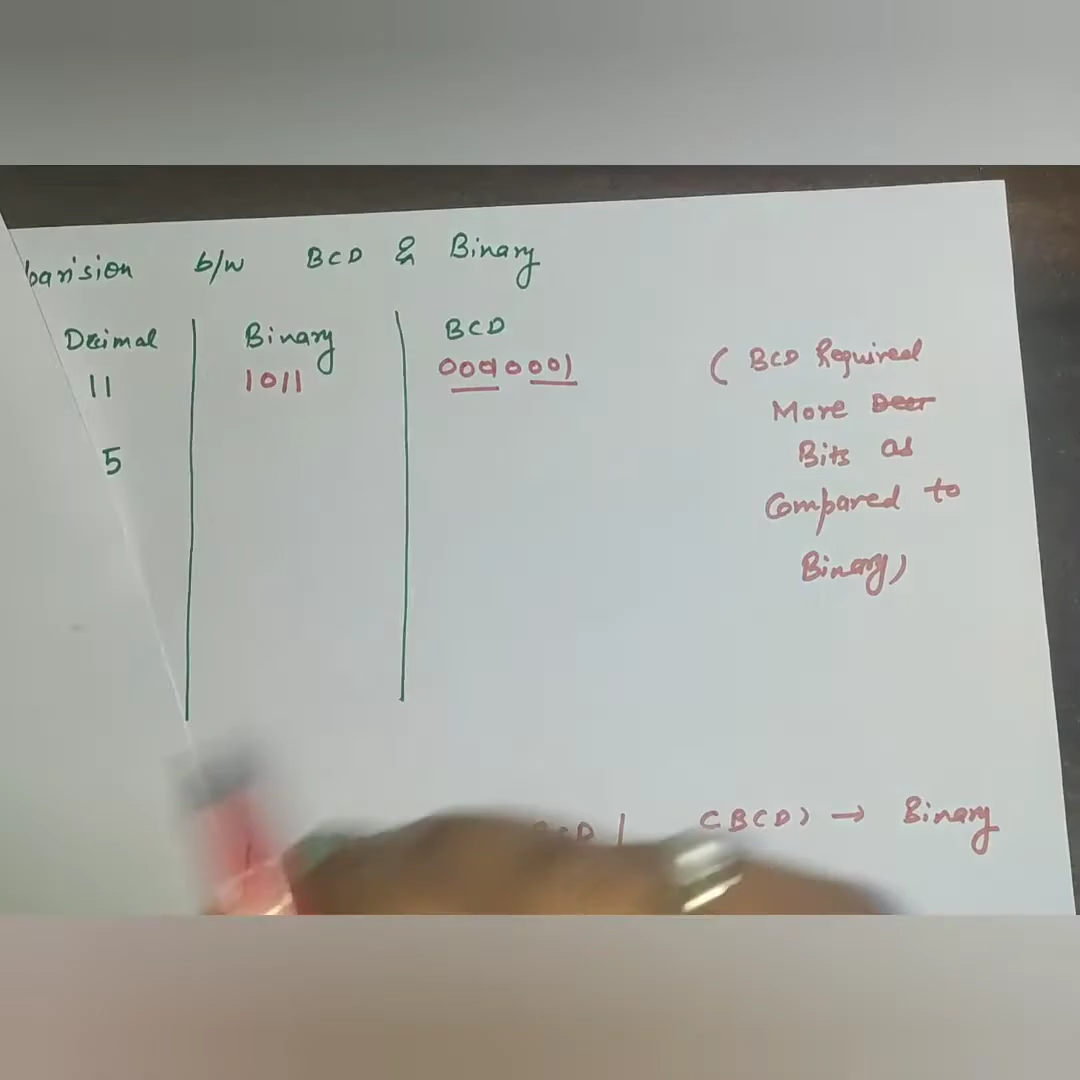 parision b/w BCD & Binary
Decimal Binary BCD
11 1011 00010001
5
( BCD Required
More
Bits as
Compared to
Binary)
BCD | (BCD) → Binary